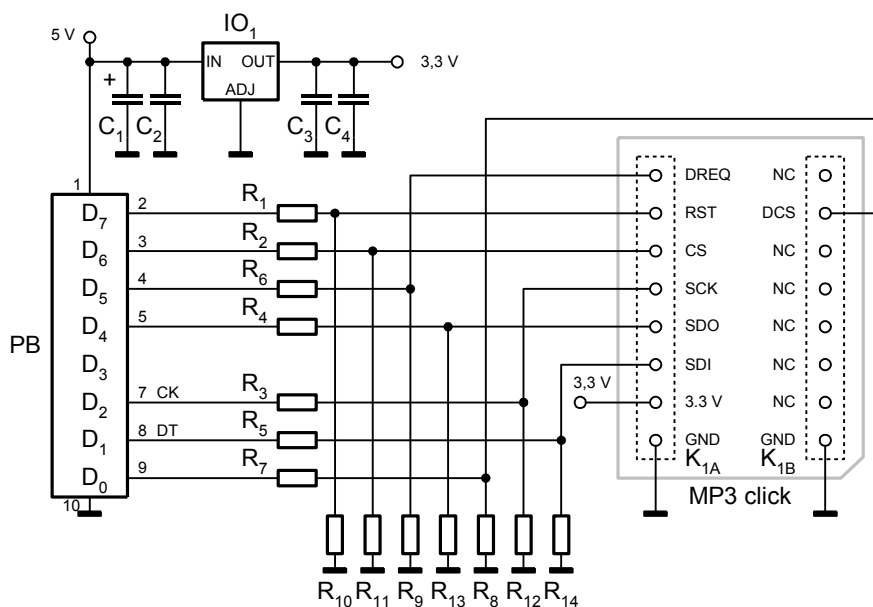 5 V
IO1
IN OUT
ADJ
3,3 V
+
C1 C2 C3 C4
1
D7 2 R1
D6 3 R2
D5 4 R6
D4 5 R4
D3
D2 7 CK R3
D1 8 DT R5
D0 9 R7
10
PB
DREQ NC
RST DCS
CS NC
SCK NC
SDO NC
SDI NC
3,3 V 3.3 V NC
GND GND
K1A K1B
MP3 click
R10 R11 R9 R13 R8 R12 R14